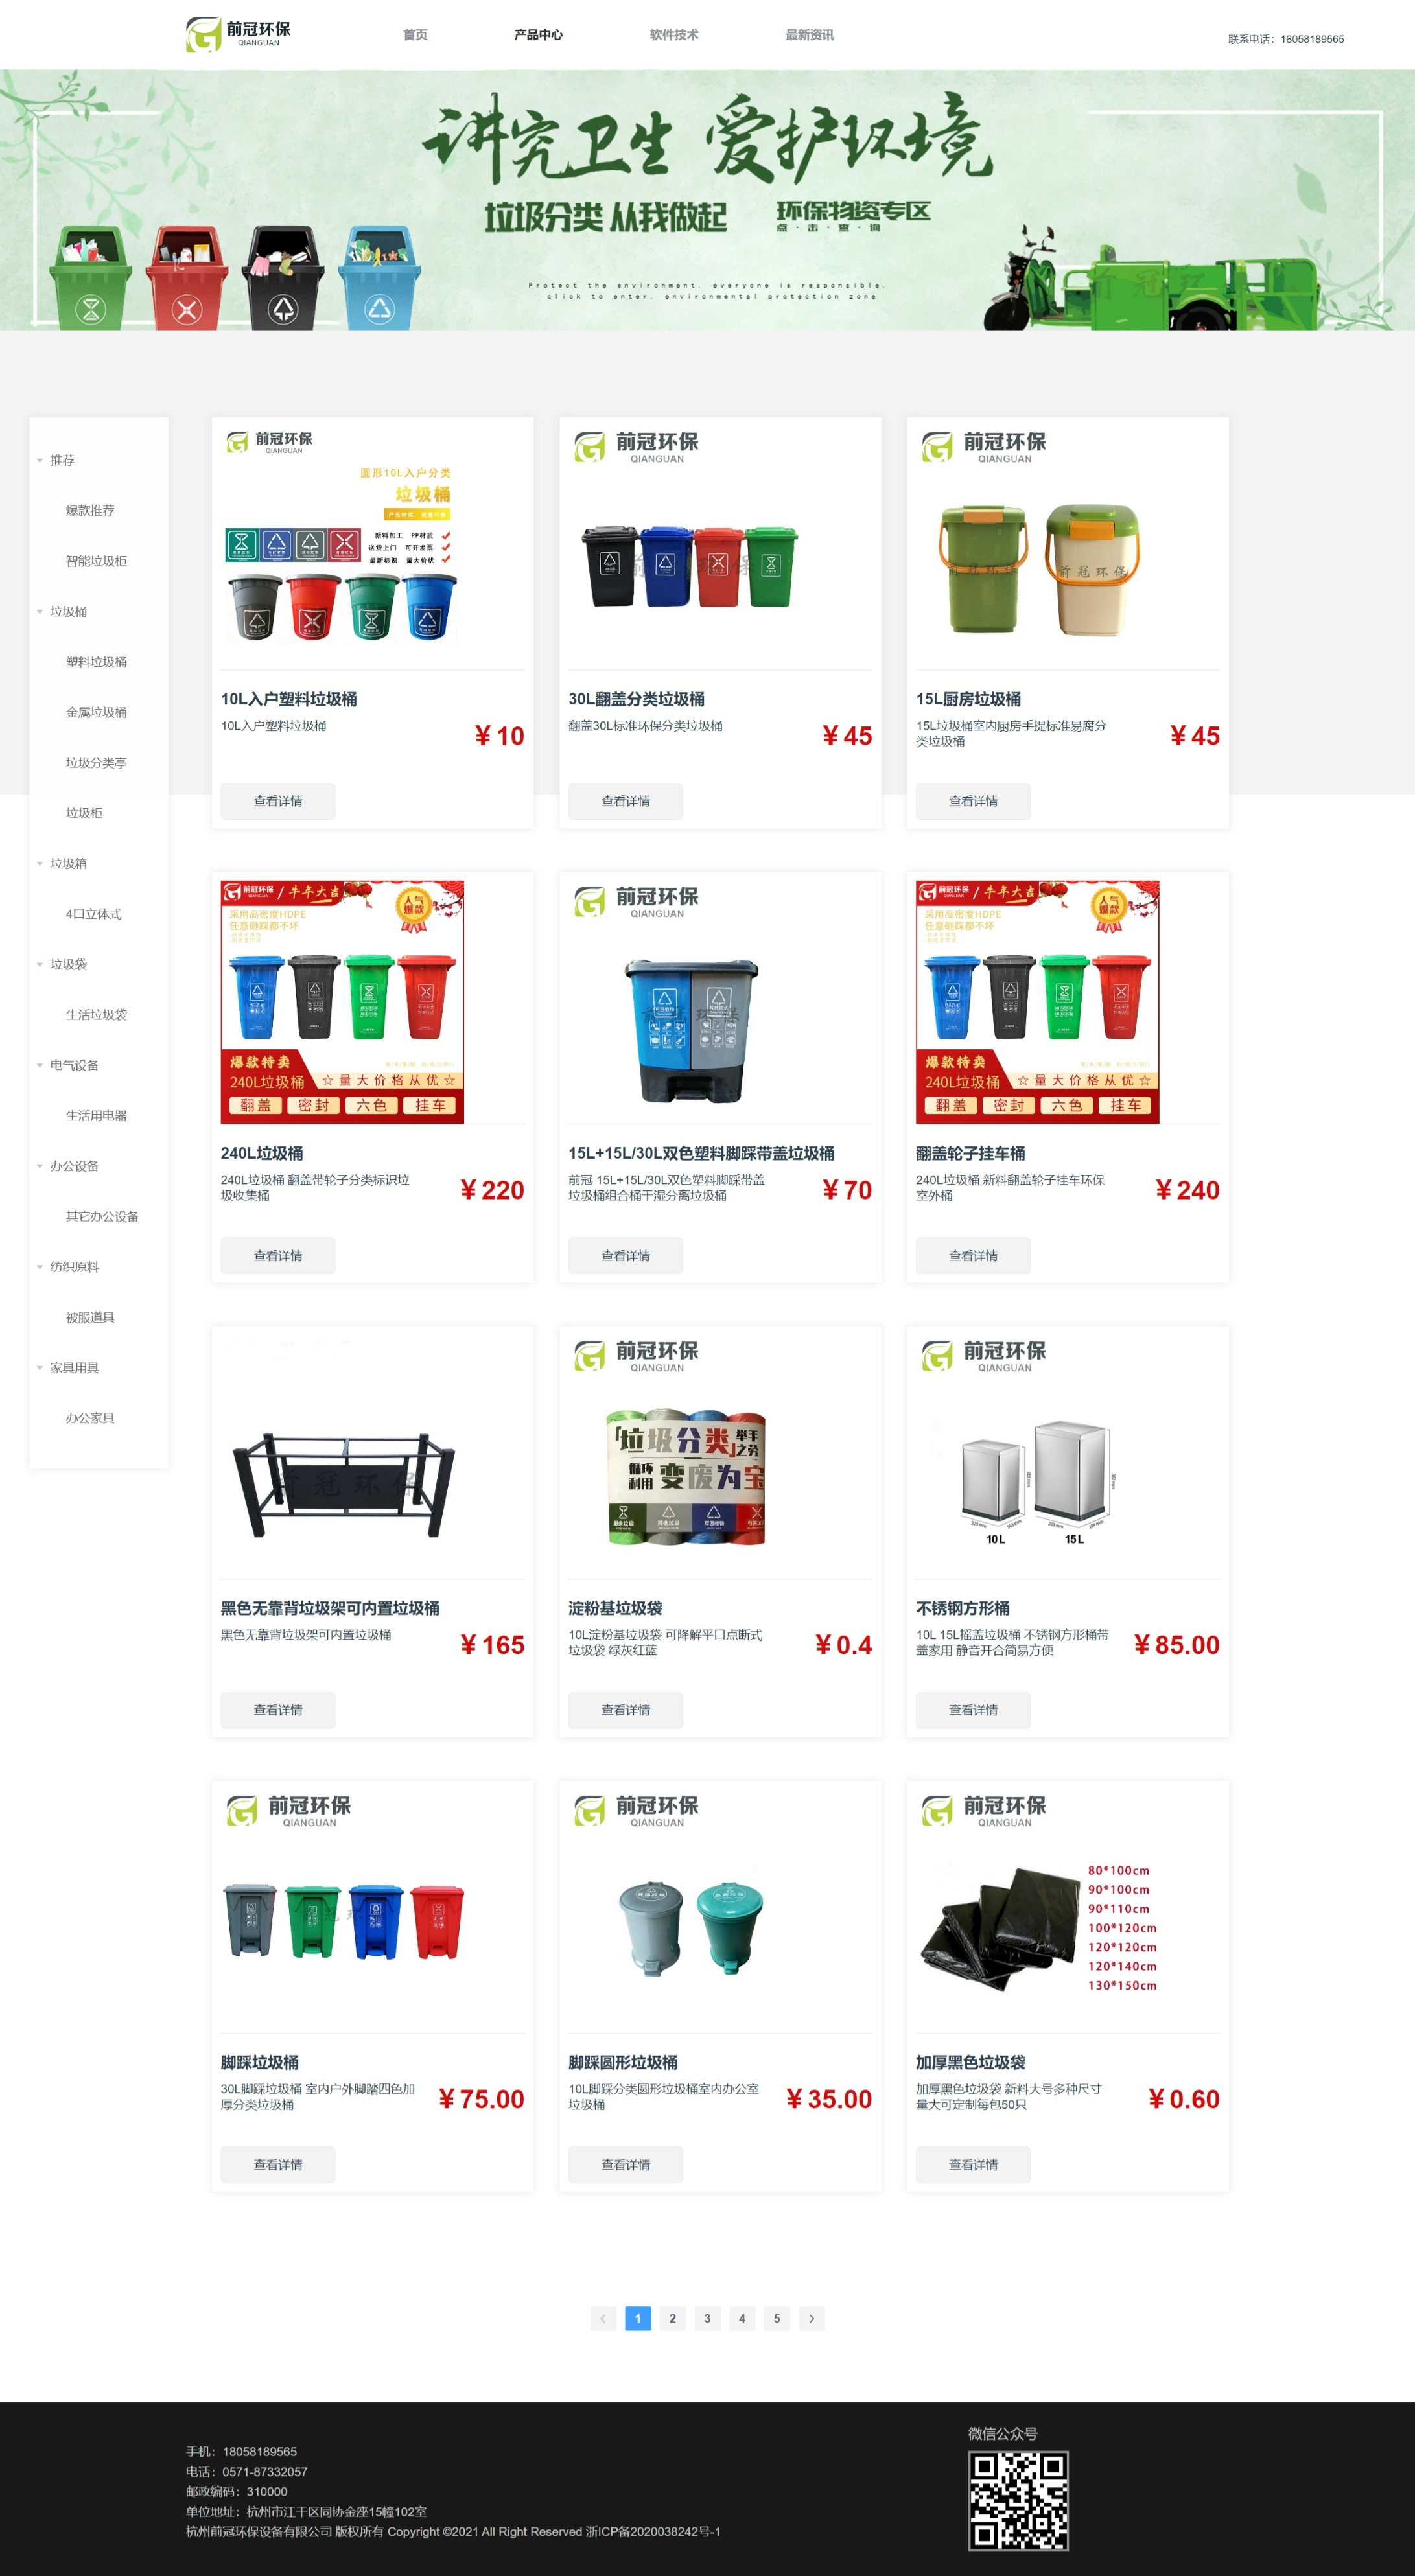 前冠环保
QIANGUAN
首页
产品中心
软件技术
最新资讯
联系电话：18058189565
讲究卫生 爱护环境
垃圾分类 从我做起
环保物资专区
点·击·查·询
Protect the environment, everyone is responsible.
click to enter, environmental protection zone
推荐
爆款推荐
智能垃圾柜
垃圾桶
塑料垃圾桶
金属垃圾桶
垃圾分类亭
垃圾柜
垃圾箱
4口立体式
垃圾袋
生活垃圾袋
电气设备
生活用电器
办公设备
其它办公设备
纺织原料
被服道具
家具用具
办公家具
前冠环保
QIANGUAN
圆形10L入户分类
垃圾桶
新料加工 PP材质
送货上门 可开发票
最新标识 量大价优
10L入户塑料垃圾桶
10L入户塑料垃圾桶
￥10
查看详情
前冠环保
QIANGUAN
30L翻盖分类垃圾桶
翻盖30L标准环保分类垃圾桶
￥45
查看详情
前冠环保
QIANGUAN
前冠环保
15L厨房垃圾桶
15L垃圾桶室内厨房手提标准易腐分
类垃圾桶
￥45
查看详情
前冠环保 / 牛年大吉
人气
爆款
采用高密度HDPE
任意砸踩都不坏
爆款特卖
240L垃圾桶
☆量大价格从优☆
翻盖 密封 六色 挂车
240L垃圾桶
240L垃圾桶 翻盖带轮子分类标识垃
圾收集桶
￥220
查看详情
前冠环保
QIANGUAN
15L+15L/30L双色塑料脚踩带盖垃圾桶
前冠 15L+15L/30L双色塑料脚踩带盖
垃圾桶组合桶干湿分离垃圾桶
￥70
查看详情
前冠环保 / 牛年大吉
人气
爆款
采用高密度HDPE
任意砸踩都不坏
爆款特卖
240L垃圾桶
☆量大价格从优☆
翻盖 密封 六色 挂车
翻盖轮子挂车桶
240L垃圾桶 新料翻盖轮子挂车环保
室外桶
￥240
查看详情
前冠环保
黑色无靠背垃圾架可内置垃圾桶
黑色无靠背垃圾架可内置垃圾桶
￥165
查看详情
前冠环保
QIANGUAN
「垃圾分类」举手之劳
循环利用 变废为宝
淀粉基垃圾袋
10L淀粉基垃圾袋 可降解平口点断式
垃圾袋 绿灰红蓝
￥0.4
查看详情
前冠环保
QIANGUAN
10L
15L
不锈钢方形桶
10L 15L摇盖垃圾桶 不锈钢方形桶带
盖家用 静音开合简易方便
￥85.00
查看详情
前冠环保
QIANGUAN
脚踩垃圾桶
30L脚踩垃圾桶 室内户外脚踏四色加
厚分类垃圾桶
￥75.00
查看详情
前冠环保
QIANGUAN
脚踩圆形垃圾桶
10L脚踩分类圆形垃圾桶室内办公室
垃圾桶
￥35.00
查看详情
前冠环保
QIANGUAN
80*100cm
90*100cm
90*110cm
100*120cm
120*120cm
120*140cm
130*150cm
加厚黑色垃圾袋
加厚黑色垃圾袋 新料大号多种尺寸
量大可定制每包50只
￥0.60
查看详情
1 2 3 4 5
手机：18058189565
电话：0571-87332057
邮政编码：310000
单位地址：杭州市江干区同协金座15幢102室
杭州前冠环保设备有限公司 版权所有 Copyright ©2021 All Right Reserved 浙ICP备2020038242号-1
微信公众号